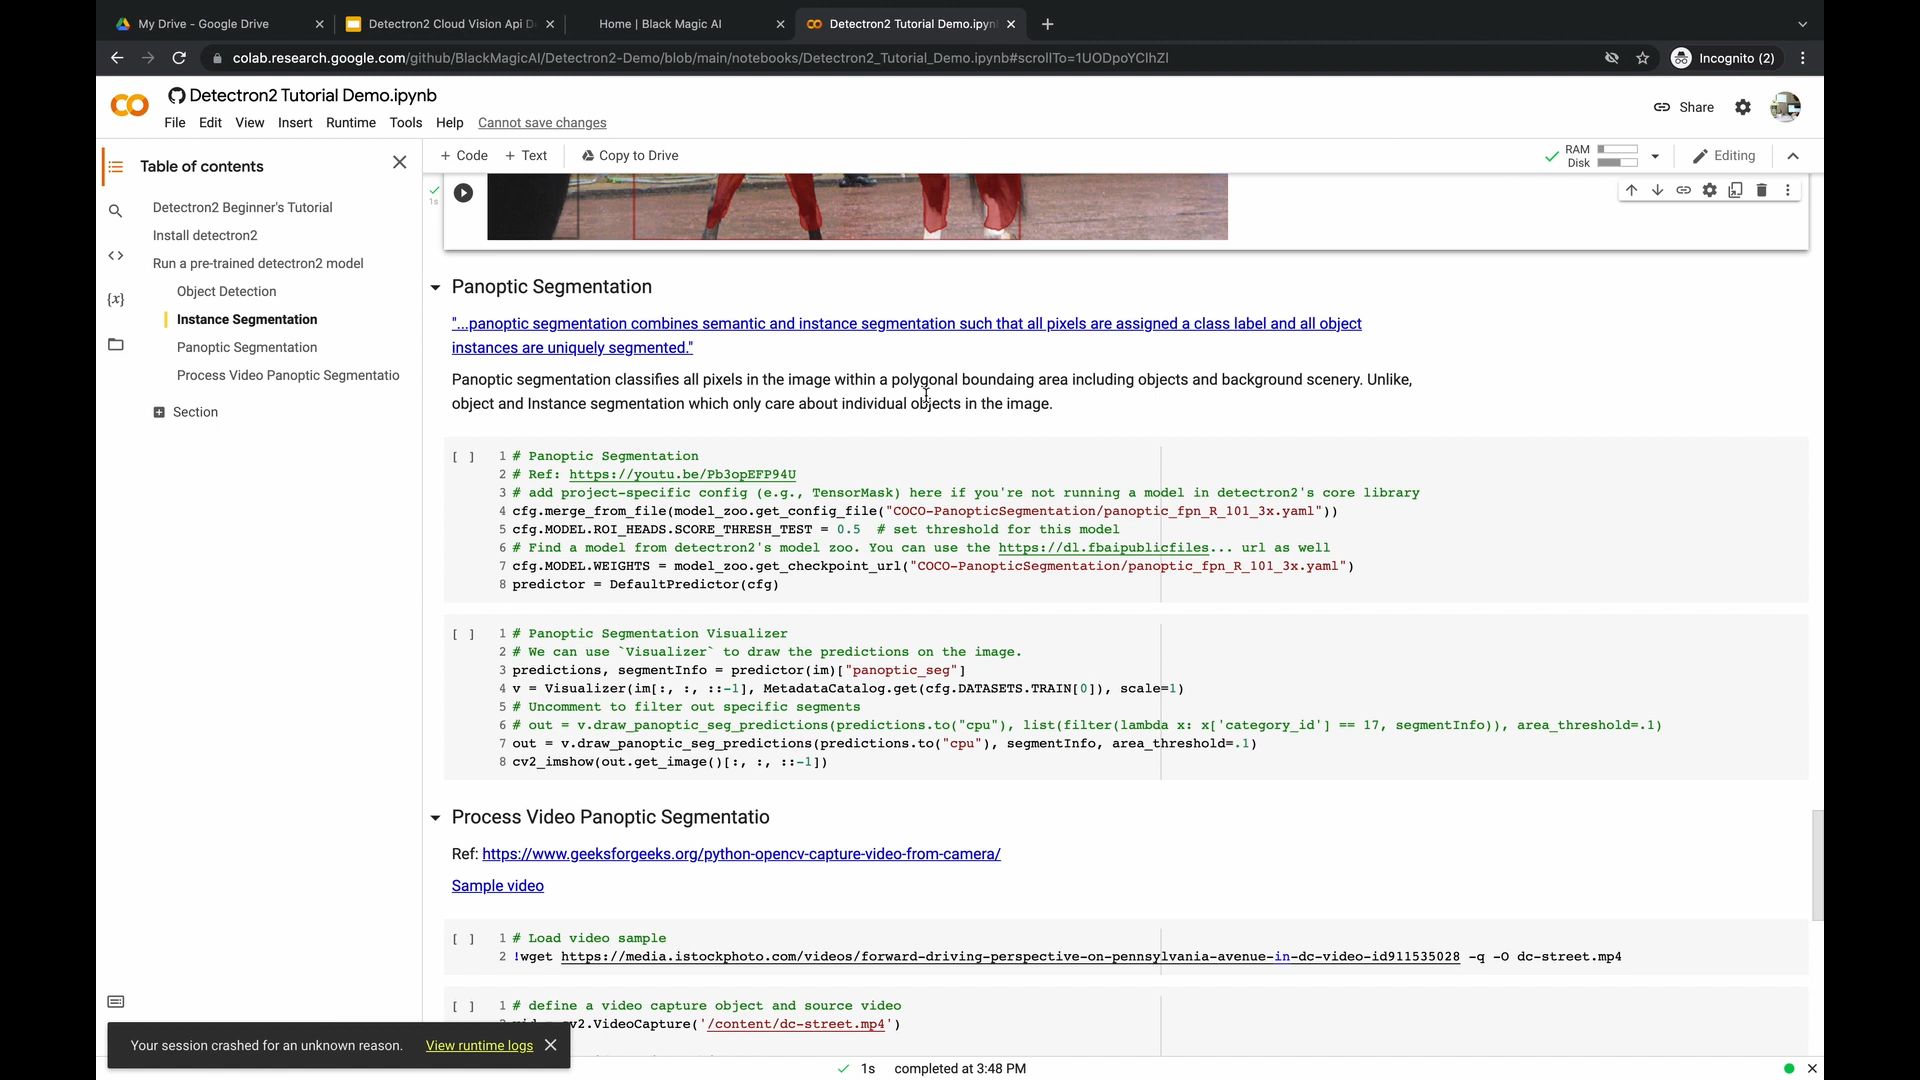 My Drive - Google Drive
Detectron2 Cloud Vision Api D
Home | Black Magic AI
Detectron2 Tutorial Demo.ipyn
colab.research.google.com/github/BlackMagicAI/Detectron2-Demo/blob/main/notebooks/Detectron2_Tutorial_Demo.ipynb#scrollTo=1UODpoYClhZl
Incognito (2)
Detectron2 Tutorial Demo.ipynb
Share
File Edit View Insert Runtime Tools Help Cannot save changes
Table of contents
+ Code + Text Copy to Drive
RAM
Disk
Editing
Detectron2 Beginner's Tutorial
Install detectron2
Run a pre-trained detectron2 model
Object Detection
Instance Segmentation
Panoptic Segmentation
Process Video Panoptic Segmentatio
Section
1s
Panoptic Segmentation
"...panoptic segmentation combines semantic and instance segmentation such that all pixels are assigned a class label and all object
instances are uniquely segmented."
Panoptic segmentation classifies all pixels in the image within a polygonal boundaing area including objects and background scenery. Unlike,
object and Instance segmentation which only care about individual objects in the image.
[ ] 1 # Panoptic Segmentation
2 # Ref: https://youtu.be/Pb3opEFP94U
3 # add project-specific config (e.g., TensorMask) here if you're not running a model in detectron2's core library
4 cfg.merge_from_file(model_zoo.get_config_file("COCO-PanopticSegmentation/panoptic_fpn_R_101_3x.yaml"))
5 cfg.MODEL.ROI_HEADS.SCORE_THRESH_TEST = 0.5 # set threshold for this model
6 # Find a model from detectron2's model zoo. You can use the https://dl.fbaipublicfiles... url as well
7 cfg.MODEL.WEIGHTS = model_zoo.get_checkpoint_url("COCO-PanopticSegmentation/panoptic_fpn_R_101_3x.yaml")
8 predictor = DefaultPredictor(cfg)
[ ] 1 # Panoptic Segmentation Visualizer
2 # We can use `Visualizer` to draw the predictions on the image.
3 predictions, segmentInfo = predictor(im)["panoptic_seg"]
4 v = Visualizer(im[:, :, ::-1], MetadataCatalog.get(cfg.DATASETS.TRAIN[0]), scale=1)
5 # Uncomment to filter out specific segments
6 # out = v.draw_panoptic_seg_predictions(predictions.to("cpu"), list(filter(lambda x: x['category_id'] == 17, segmentInfo)), area_threshold=.1)
7 out = v.draw_panoptic_seg_predictions(predictions.to("cpu"), segmentInfo, area_threshold=.1)
8 cv2_imshow(out.get_image()[:, :, ::-1])
Process Video Panoptic Segmentatio
Ref: https://www.geeksforgeeks.org/python-opencv-capture-video-from-camera/
Sample video
[ ] 1 # Load video sample
2 !wget https://media.istockphoto.com/videos/forward-driving-perspective-on-pennsylvania-avenue-in-dc-video-id911535028 -q -O dc-street.mp4
[ ] 1 # define a video capture object and source video
v2.VideoCapture('/content/dc-street.mp4')
Your session crashed for an unknown reason. View runtime logs
1s completed at 3:48 PM